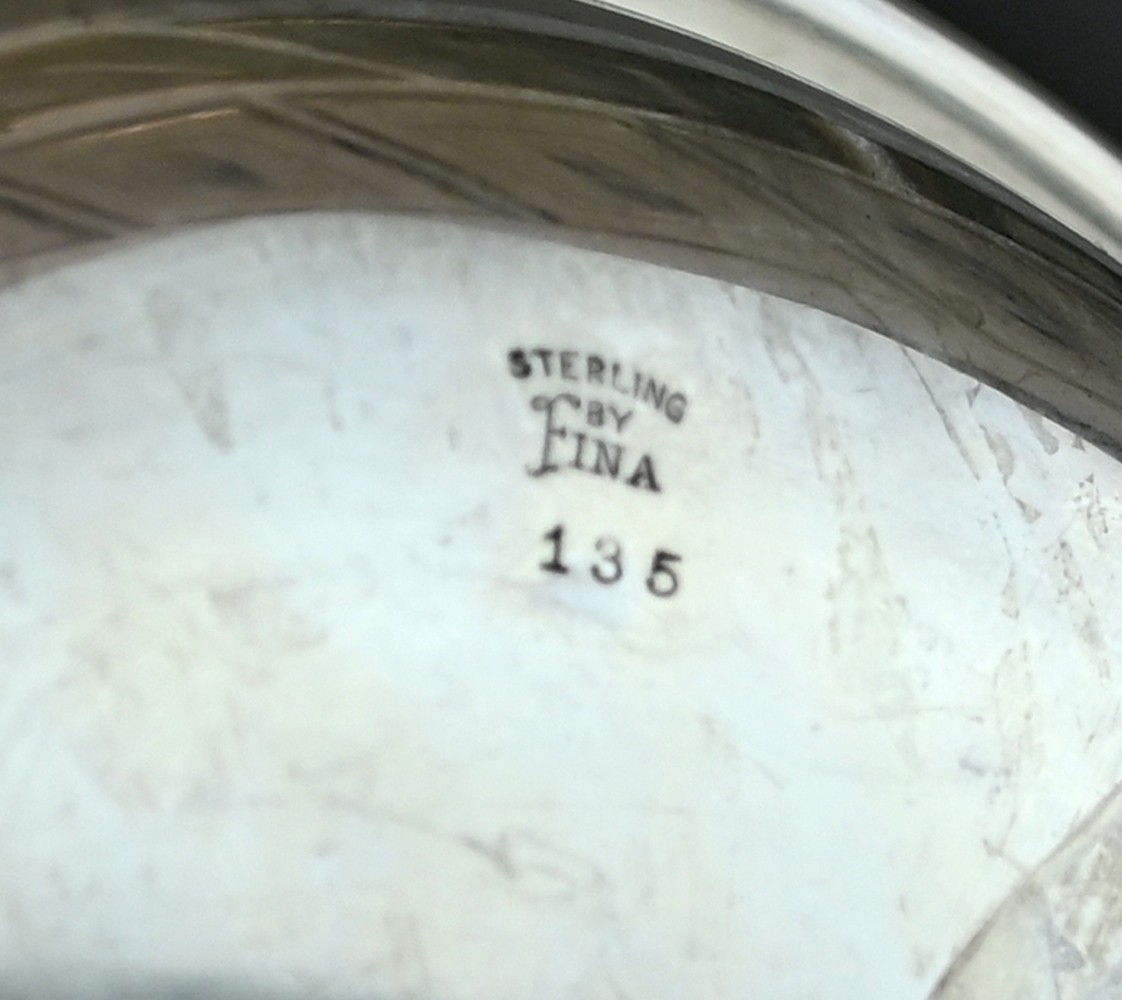 STERLING
BY
FINA
135